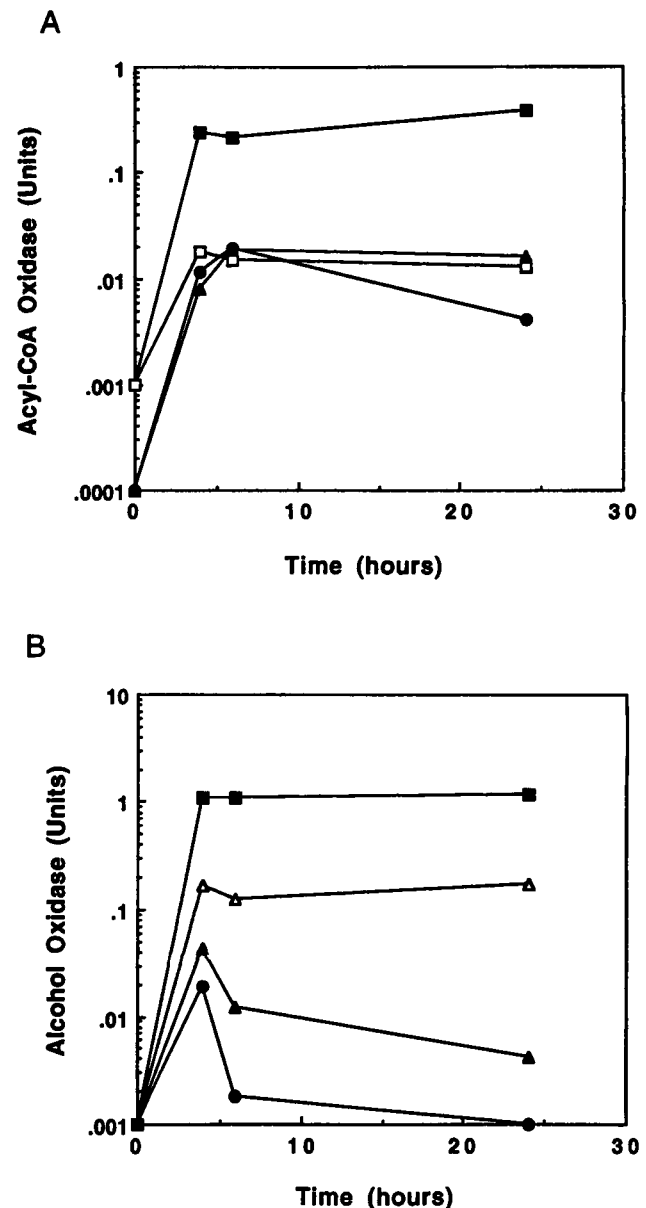 A
Acyl-CoA Oxidase (Units)
1
.1
.01
.001
.0001
0 10 20 30
Time (hours)
B
Alcohol Oxidase (Units)
10
1
.1
.01
.001
0 10 20 30
Time (hours)